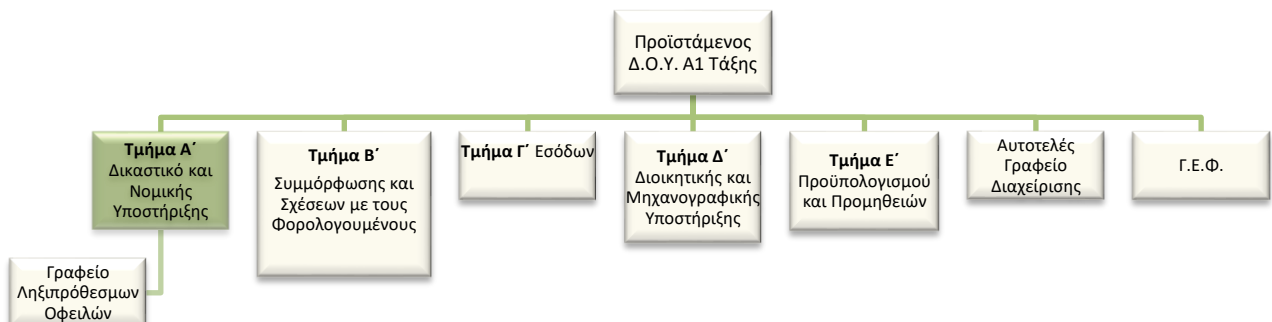 Προϊστάμενος
Δ.Ο.Υ. Α1 Τάξης
Τμήμα Α΄
Δικαστικό και
Νομικής
Υποστήριξης
Τμήμα Β΄
Συμμόρφωσης και
Σχέσεων με τους
Φορολογουμένους
Τμήμα Γ΄ Εσόδων
Τμήμα Δ΄
Διοικητικής και
Μηχανογραφικής
Υποστήριξης
Τμήμα Ε΄
Προϋπολογισμού
και Προμηθειών
Αυτοτελές
Γραφείο
Διαχείρισης
Γ.Ε.Φ.
Γραφείο
Ληξιπρόθεσμων
Οφειλών